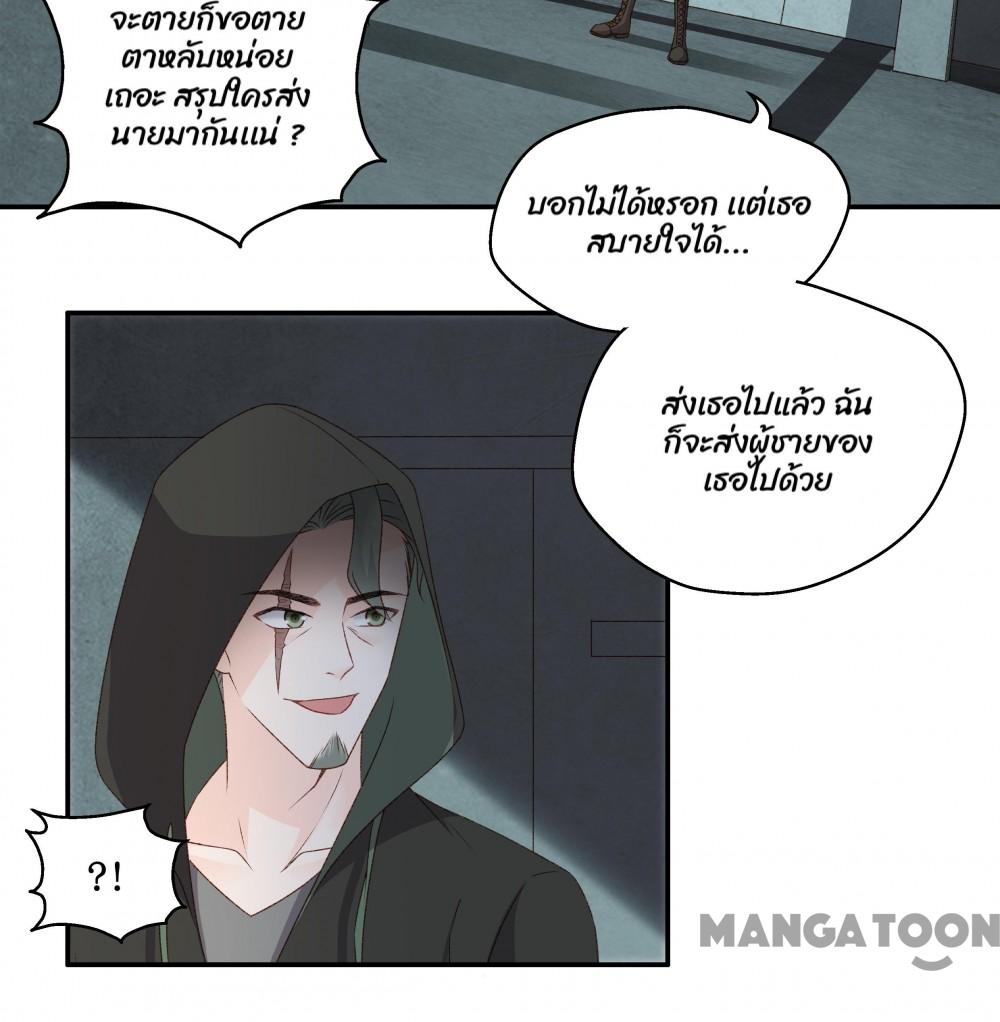 จะตายก็ขอตาย
ตาหลับหน่อย
เถอะ สรุปใครส่ง
นายมากันแน่ ?
บอกไม่ได้หรอก แต่เธอ
สบายใจได้...
ส่งเธอไปแล้ว ฉัน
ก็จะส่งผู้ชายของ
เธอไปด้วย
?!
MANGATOON